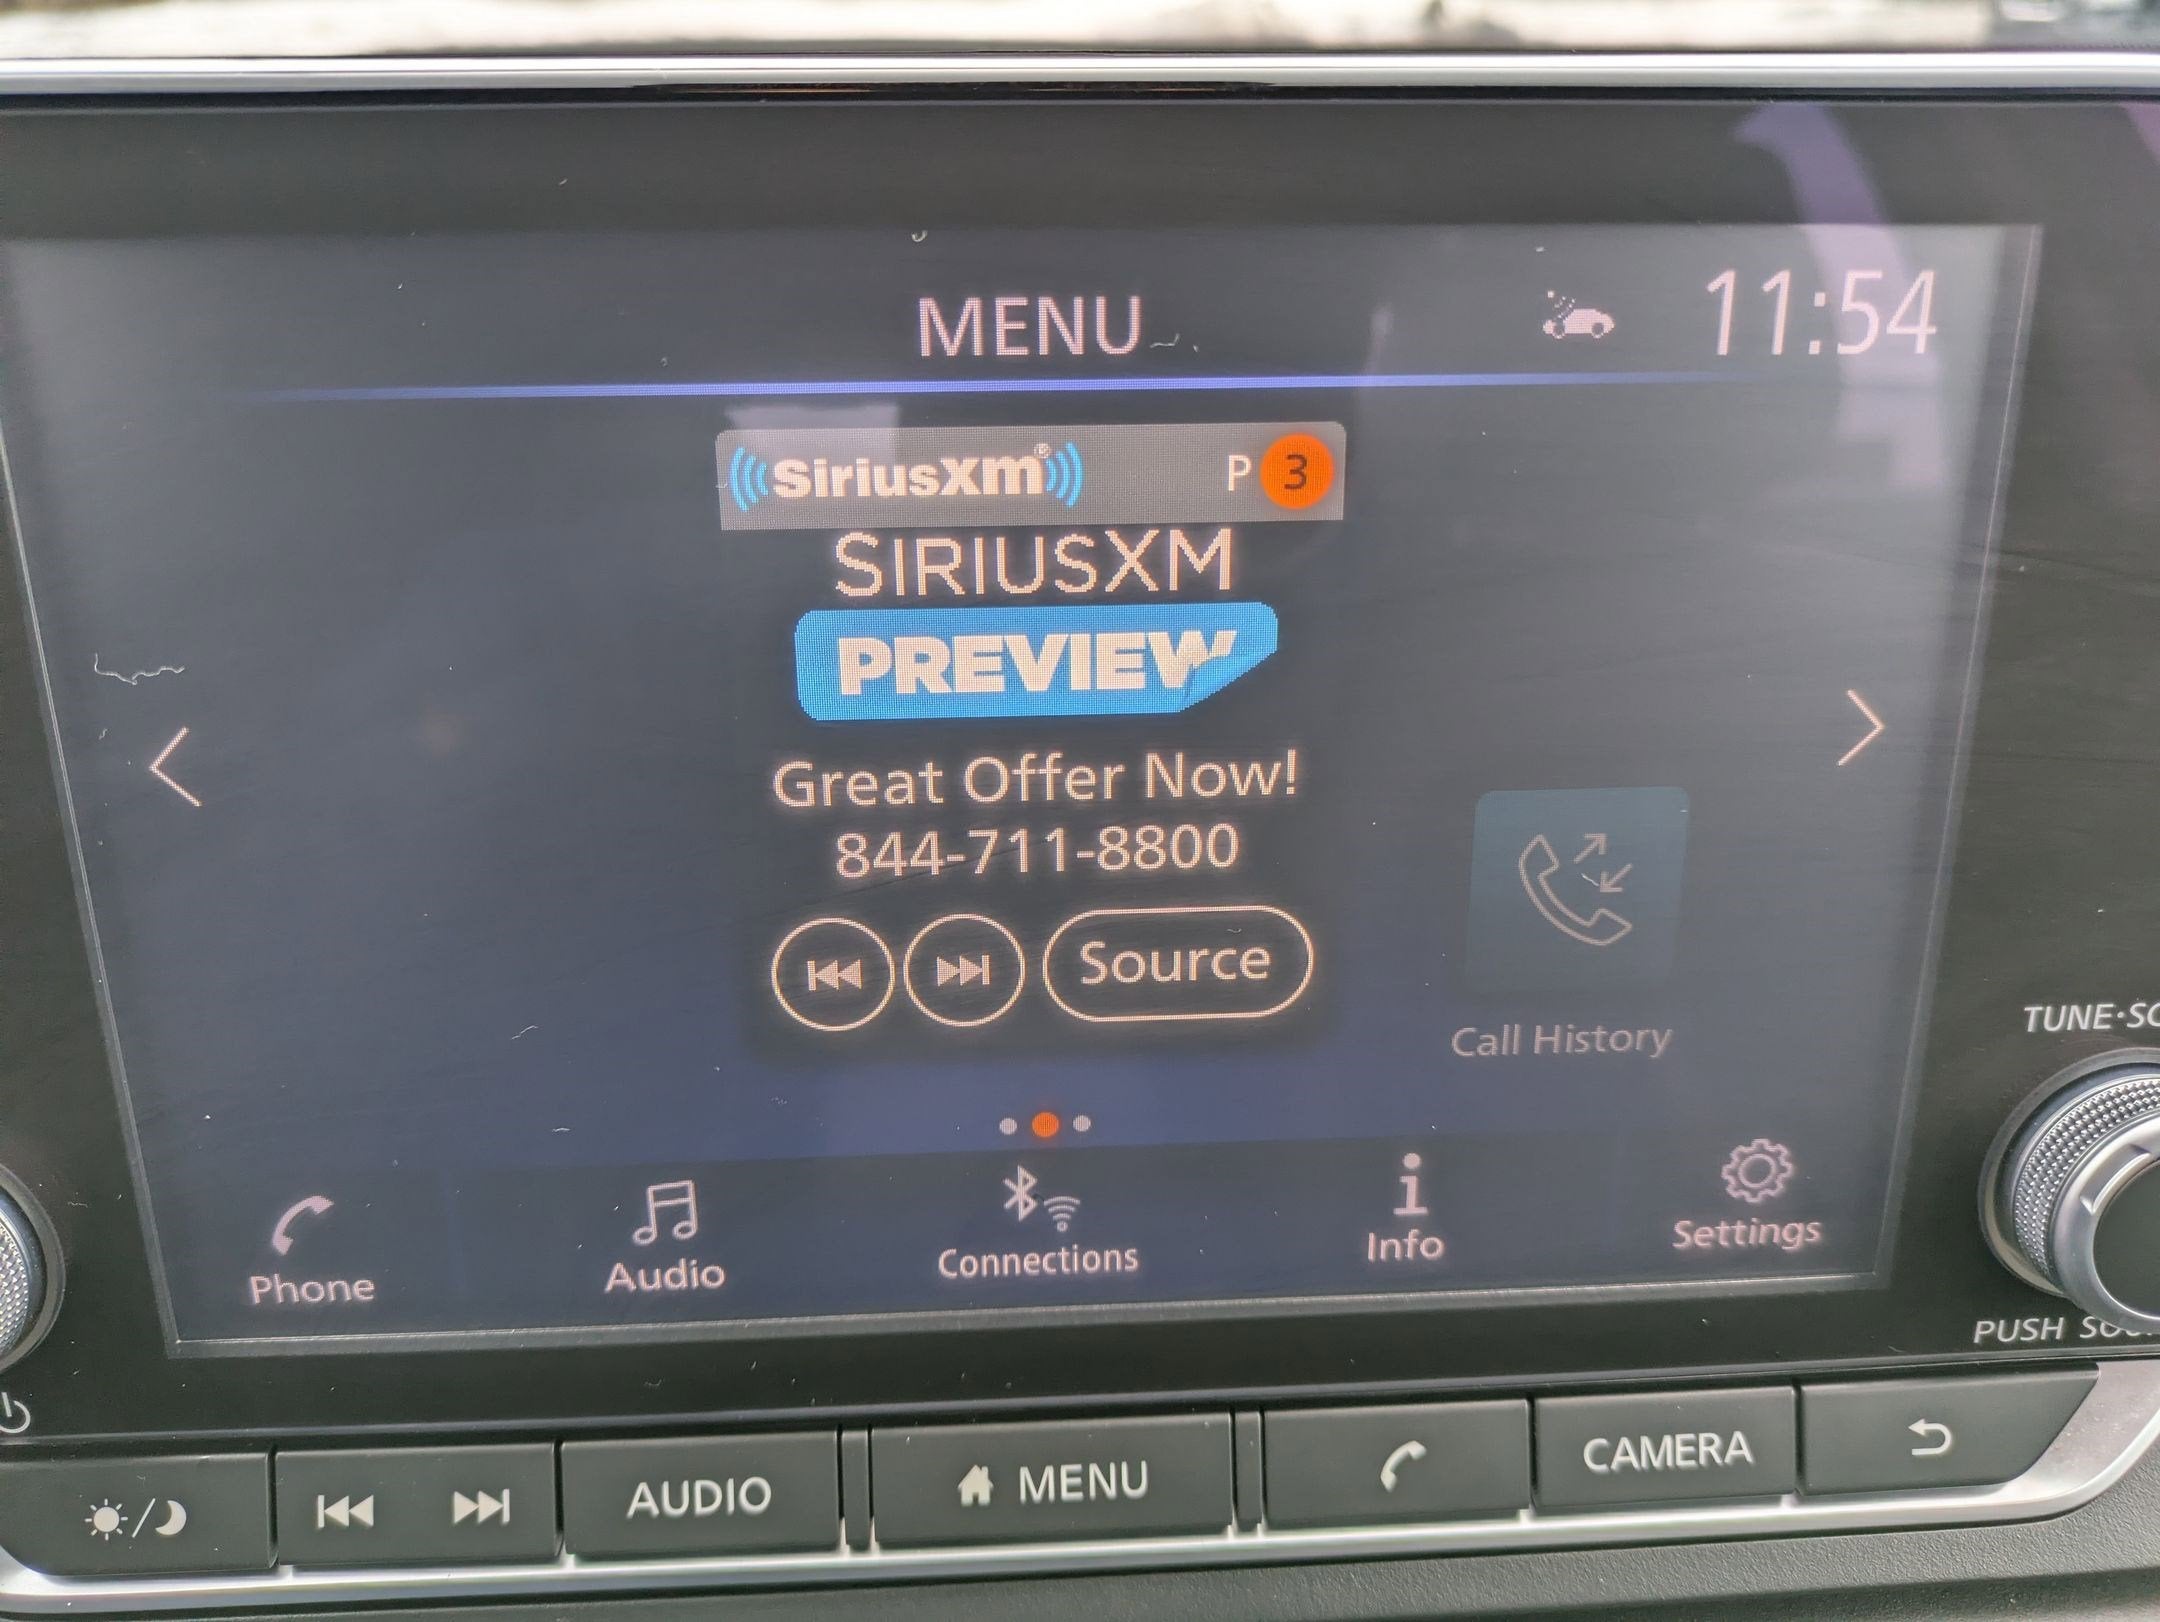 MENU
11:54
SiriusXm®
P 3
SIRIUSXM
PREVIEW
Great Offer Now!
844-711-8800
Source
Call History
Phone
Audio
Connections
Info
Settings
TUNE·SC
PUSH
AUDIO
MENU
CAMERA